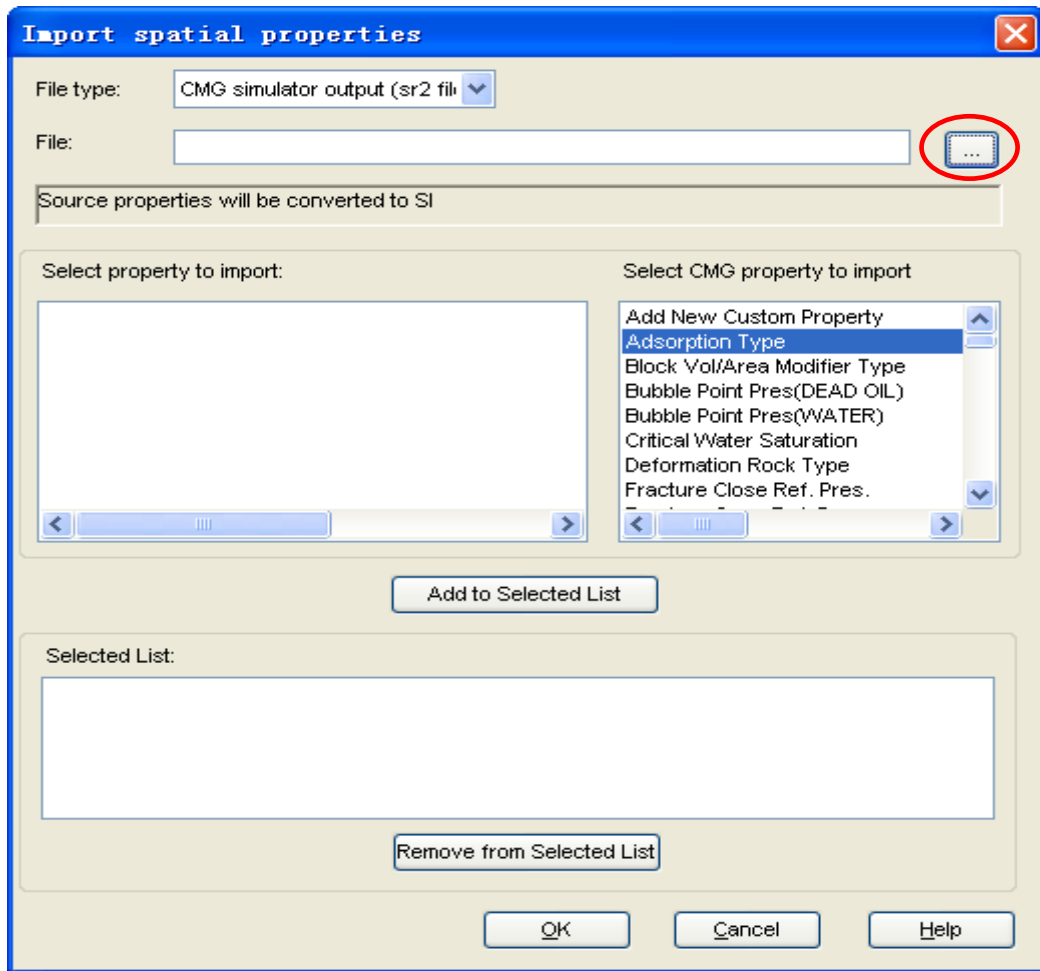 Import spatial properties
File type:
CMG simulator output (sr2 file
File:
...
Source properties will be converted to SI
Select property to import:
Select CMG property to import
Add New Custom Property
Adsorption Type
Block Vol/Area Modifier Type
Bubble Point Pres(DEAD OIL)
Bubble Point Pres(WATER)
Critical Water Saturation
Deformation Rock Type
Fracture Close Ref. Pres.
Add to Selected List
Selected List:
Remove from Selected List
OK
Cancel
Help